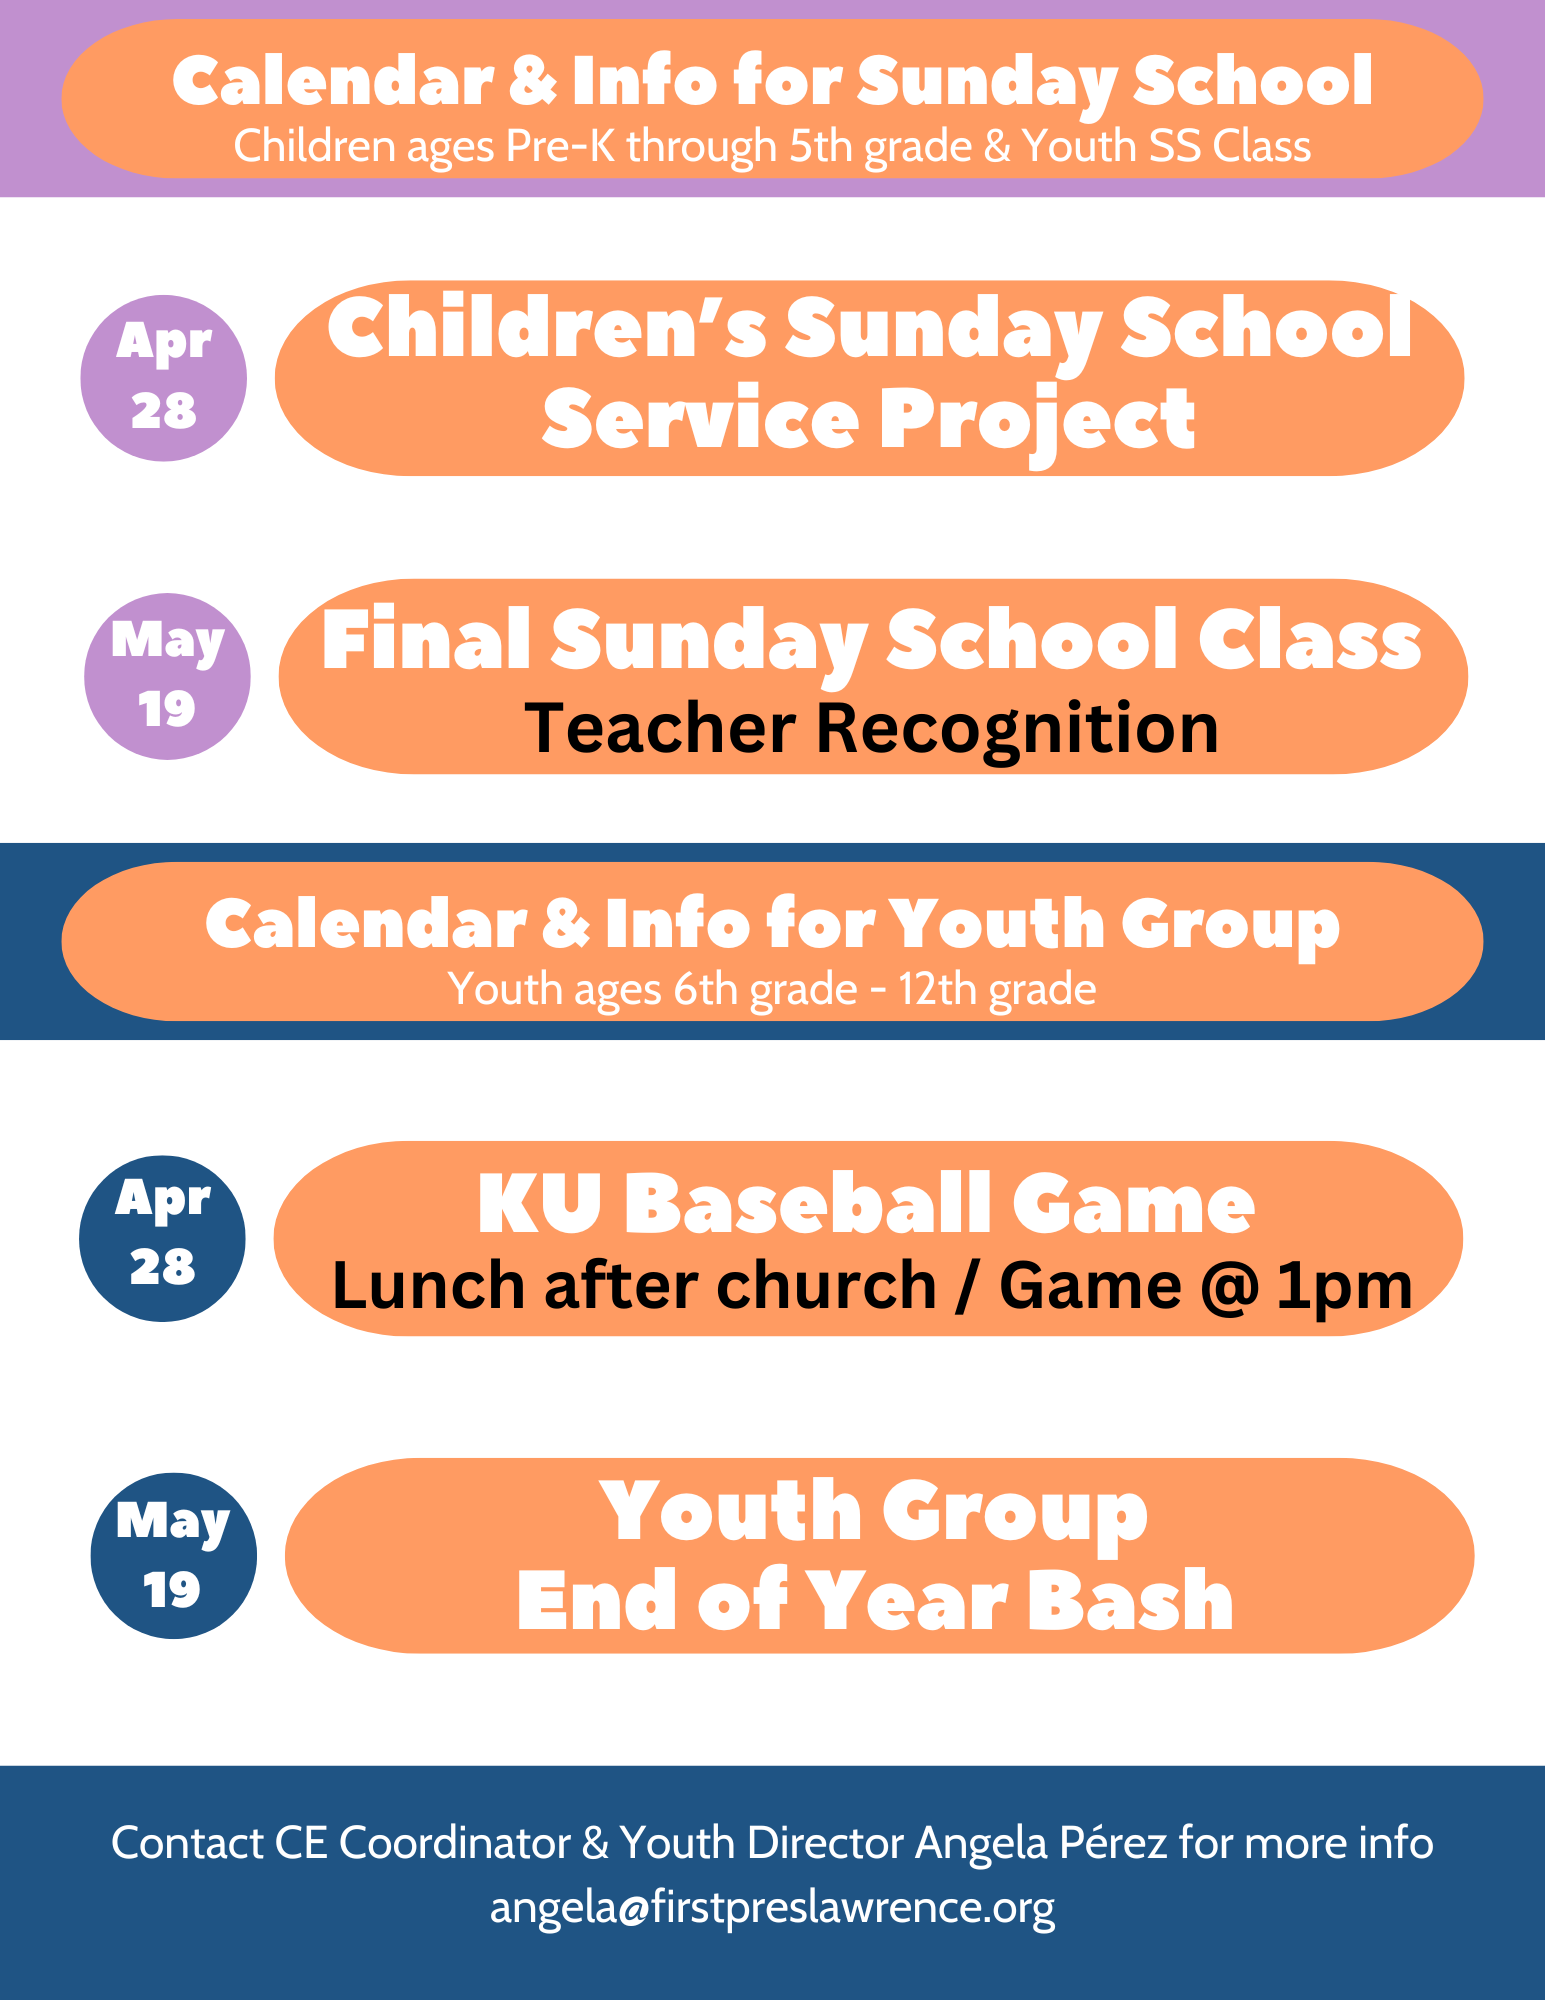 Calendar & Info for Sunday School
Children ages Pre-K through 5th grade & Youth SS Class
Apr
28
Children's Sunday School
Service Project
May
19
Final Sunday School Class
Teacher Recognition
Calendar & Info for Youth Group
Youth ages 6th grade - 12th grade
Apr
28
KU Baseball Game
Lunch after church / Game @ 1pm
May
19
Youth Group
End of Year Bash
Contact CE Coordinator & Youth Director Angela Pérez for more info
angela@firstpreslawrence.org